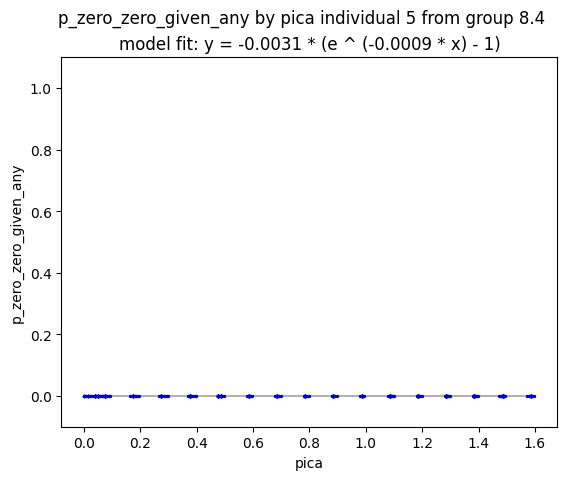 p_zero_zero_given_any by pica individual 5 from group 8.4
model fit: y = -0.0031 * (e ^ (-0.0009 * x) - 1)
1.0
0.8
0.6
0.4
0.2
0.0
p_zero_zero_given_any
0.0 0.2 0.4 0.6 0.8 1.0 1.2 1.4 1.6
pica